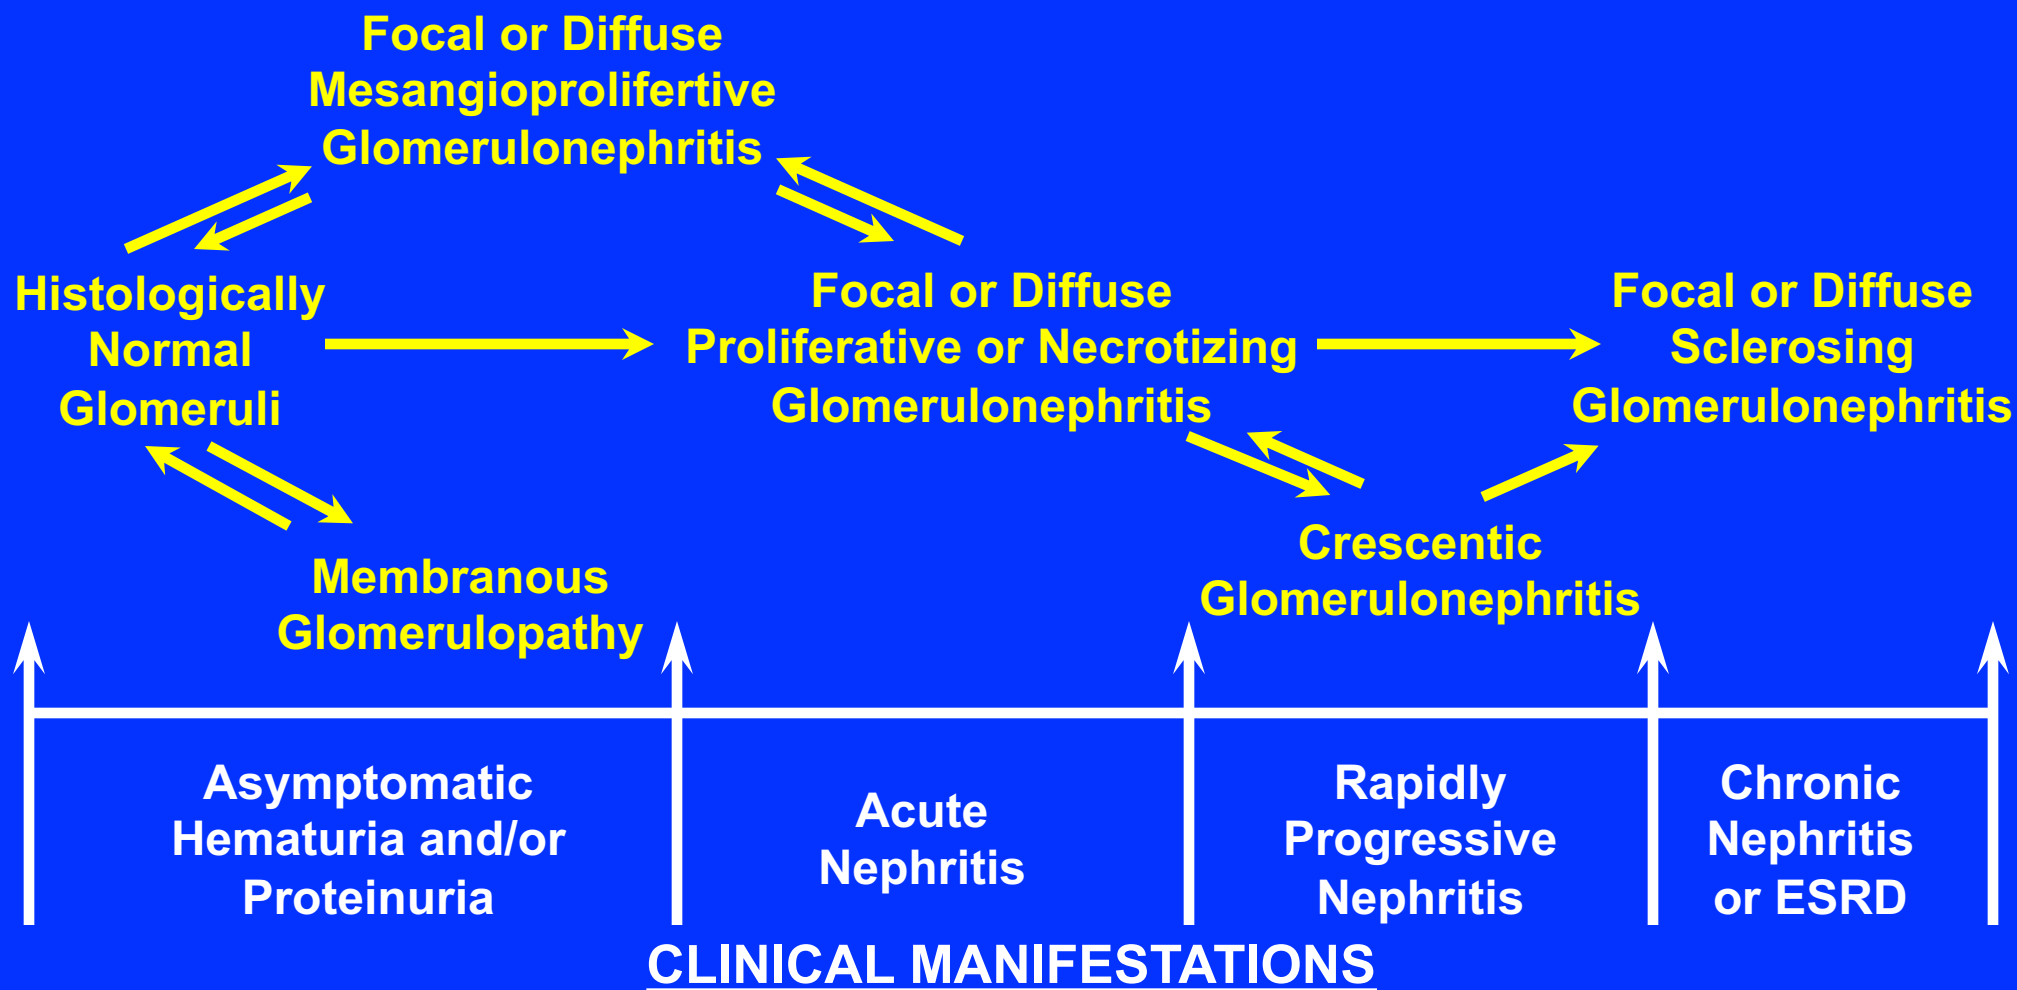 Focal or Diffuse
Mesangioprolifertive
Glomerulonephritis
Histologically
Normal
Glomeruli
Focal or Diffuse
Proliferative or Necrotizing
Glomerulonephritis
Focal or Diffuse
Sclerosing
Glomerulonephritis
Membranous
Glomerulopathy
Crescentic
Glomerulonephritis
Asymptomatic
Hematuria and/or
Proteinuria
Acute
Nephritis
Rapidly
Progressive
Nephritis
Chronic
Nephritis
or ESRD
CLINICAL MANIFESTATIONS